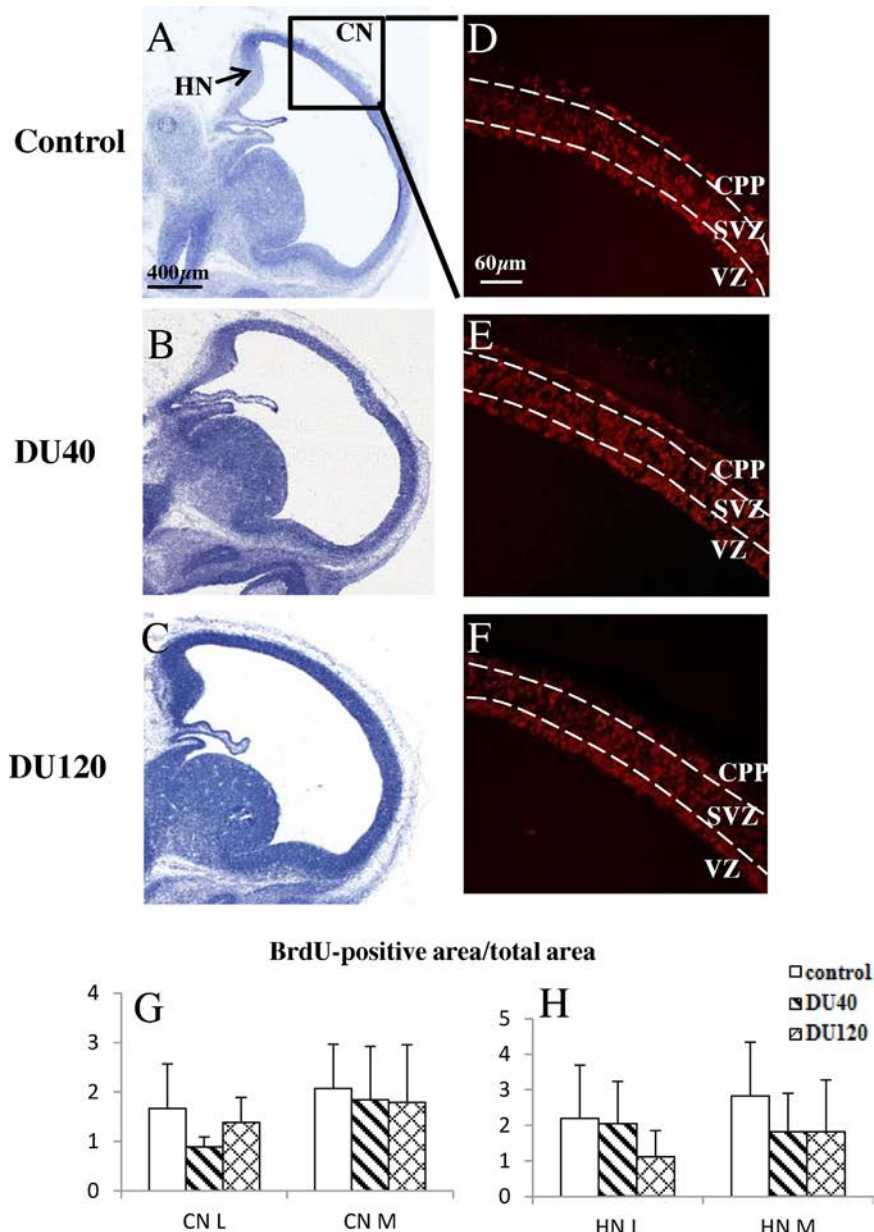 A
CN
HN
Control
400µm
D
CPP
SVZ
VZ
60µm
B
DU40
E
CPP
SVZ
VZ
C
DU120
F
CPP
SVZ
VZ
BrdU-positive area/total area
G
4
3
2
1
0
CN L
CN M
H
5
4
3
2
1
0
HN L
HN M
control
DU40
DU120